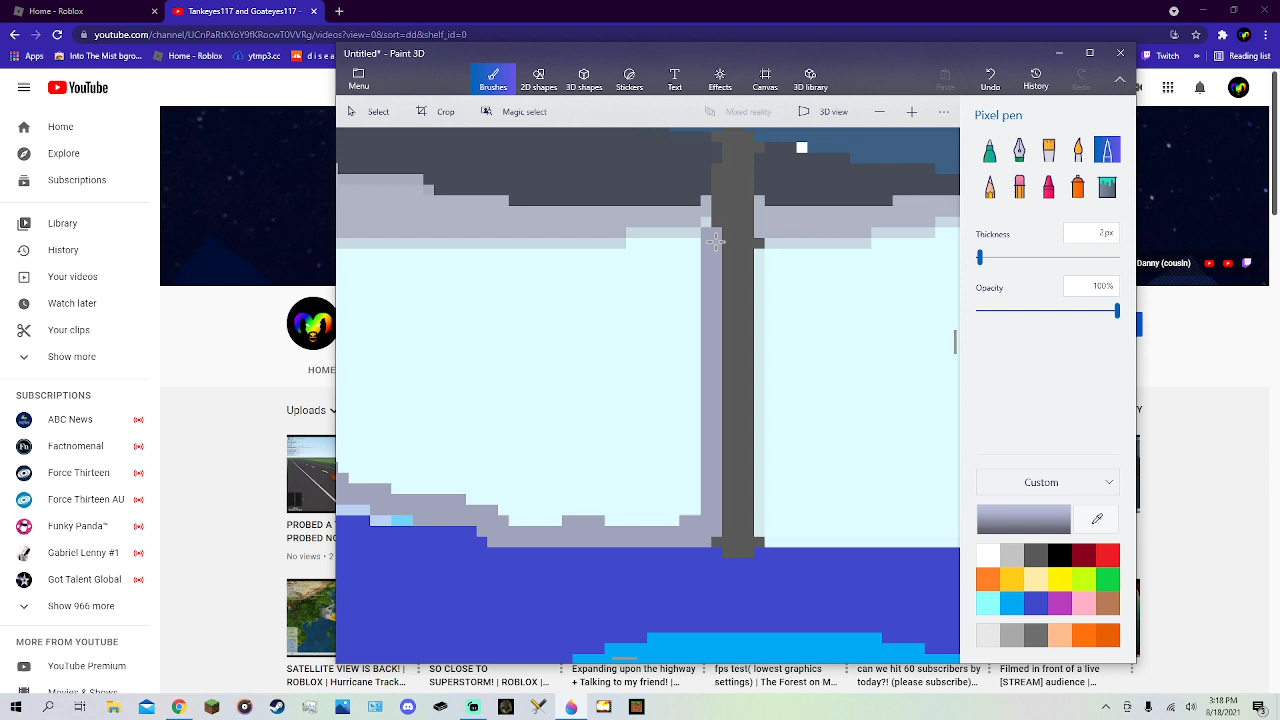 Home - Roblox
Tankeyes11 and Goateyes117 -
youtube.com/channel/UCnPaRtKYoY9fKRocwT0VVRg/videos?view=0&sort=dd&shelf_id=0
Apps
Into The Mist bgro...
ytmp3.cc
d i s e a
Twitch
Reading list
YouTube
Home
Explore
Subscriptions
Library
History
Your videos
Watch later
Your clips
Show more
SUBSCRIPTIONS
ABC News
Factnomenal
Force Thirteen
Force Thirteen AU
Funky Panda™
Gabriel Lenny #1
Got Talent Global
Show 966 more
MORE FROM YOUTUBE
YouTube Premium
Movies & Shows
HOME
Uploads
PROBED A
PROBED NO
No views • 2
SATELLITE VIEW IS BACK! |
ROBLOX | Hurricane Track...
SO CLOSE TO
SUPERSTORM! | ROBLOX |...
Expanding upon the highway
+ Talking to my friend! |...
fps test( lowest graphics
settings) | The Forest on M...
can we hit 60 subscribers by
today!? (please subscribe)...
Filmed in front of a live
[STREAM] audience |...
Danny (cousin)
Untitled* - Paint 3D
Menu
Brushes
2D shapes
3D shapes
Stickers
Text
Effects
Canvas
3D library
Paste
Undo
History
Redo
Select
Crop
Magic select
Mixed reality
3D view
Pixel pen
Thickness
2px
Opacity
100%
Custom
3:18 PM
8/18/2021
3